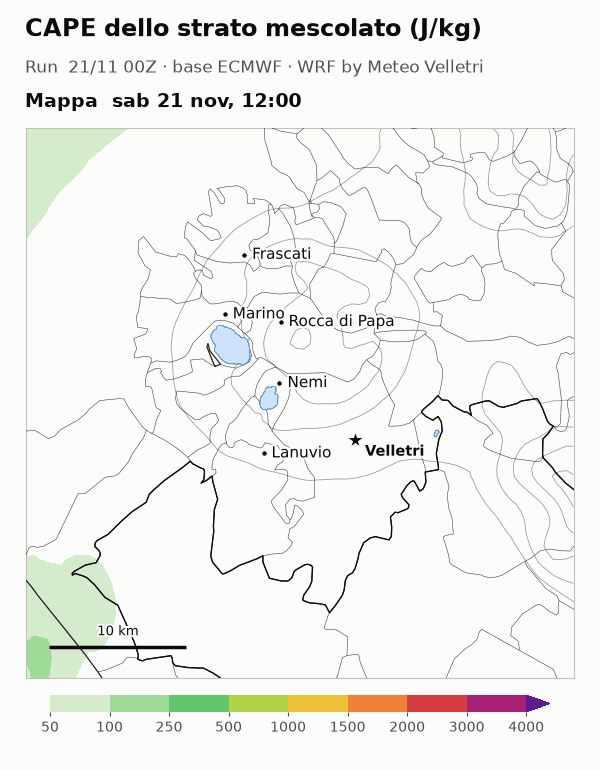 CAPE dello strato mescolato (J/kg)
Run  21/11 00Z · base ECMWF · WRF by Meteo Velletri
Mappa  sab 21 nov, 12:00
Frascati
Marino
Rocca di Papa
Nemi
Velletri
Lanuvio
10 km
50 100 250 500 1000 1500 2000 3000 4000